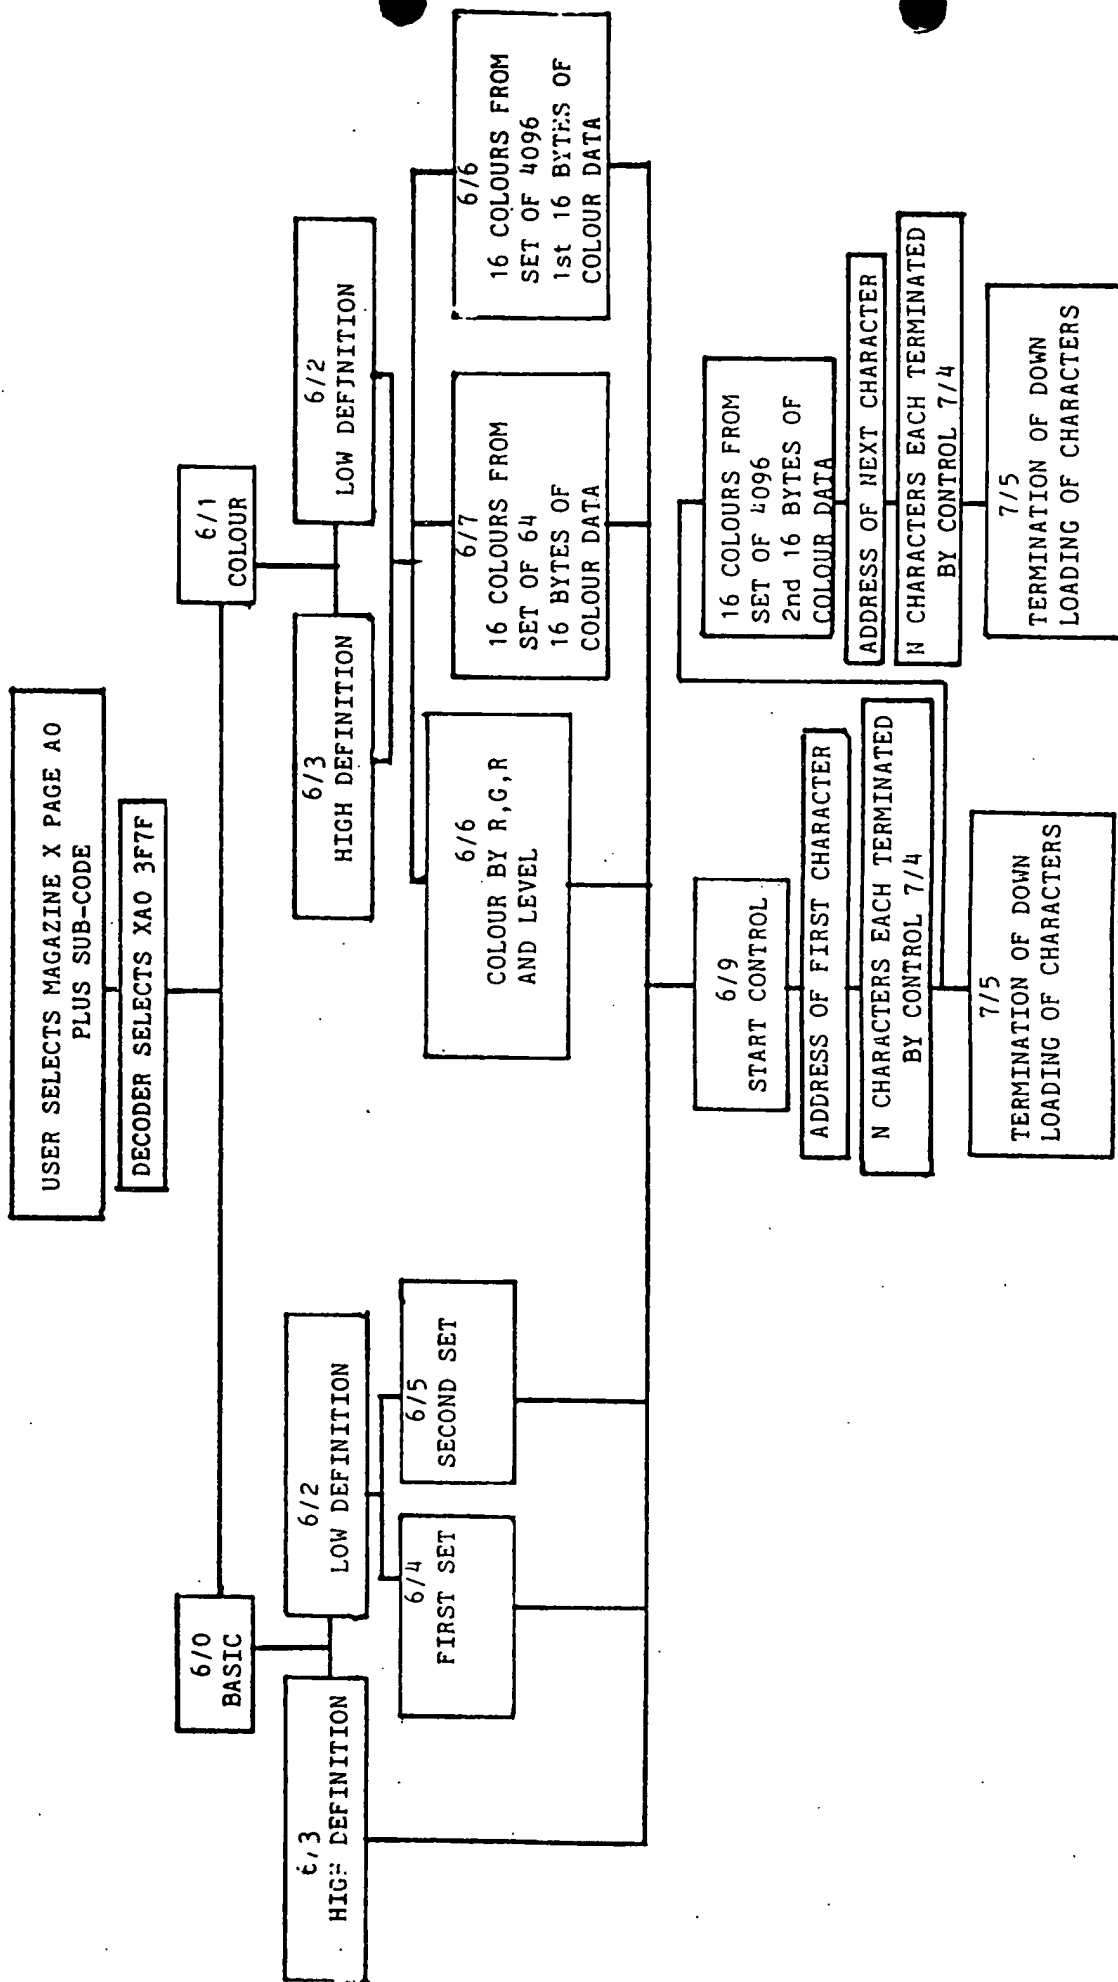 USER SELECTS MAGAZINE X PAGE A0
PLUS SUB-CODE
DECODER SELECTS XA0 3F7F
6/0
BASIC
6/1
COLOUR
HIGH DEFINITION
6/2
LOW DEFINITION
6/3
HIGH DEFINITION
6/2
LOW DEFINITION
6/4
FIRST SET
6/5
SECOND SET
6/6
COLOUR BY R,G,R
AND LEVEL
6/7
16 COLOURS FROM
SET OF 64
16 BYTES OF
COLOUR DATA
6/6
16 COLOURS FROM
SET OF 4096
1st 16 BYTES OF
COLOUR DATA
6/9
START CONTROL
ADDRESS OF FIRST CHARACTER
N CHARACTERS EACH TERMINATED
BY CONTROL 7/4
7/5
TERMINATION OF DOWN
LOADING OF CHARACTERS
16 COLOURS FROM
SET OF 4096
2nd 16 BYTES OF
COLOUR DATA
ADDRESS OF NEXT CHARACTER
N CHARACTERS EACH TERMINATED
BY CONTROL 7/4
7/5
TERMINATION OF DOWN
LOADING OF CHARACTERS